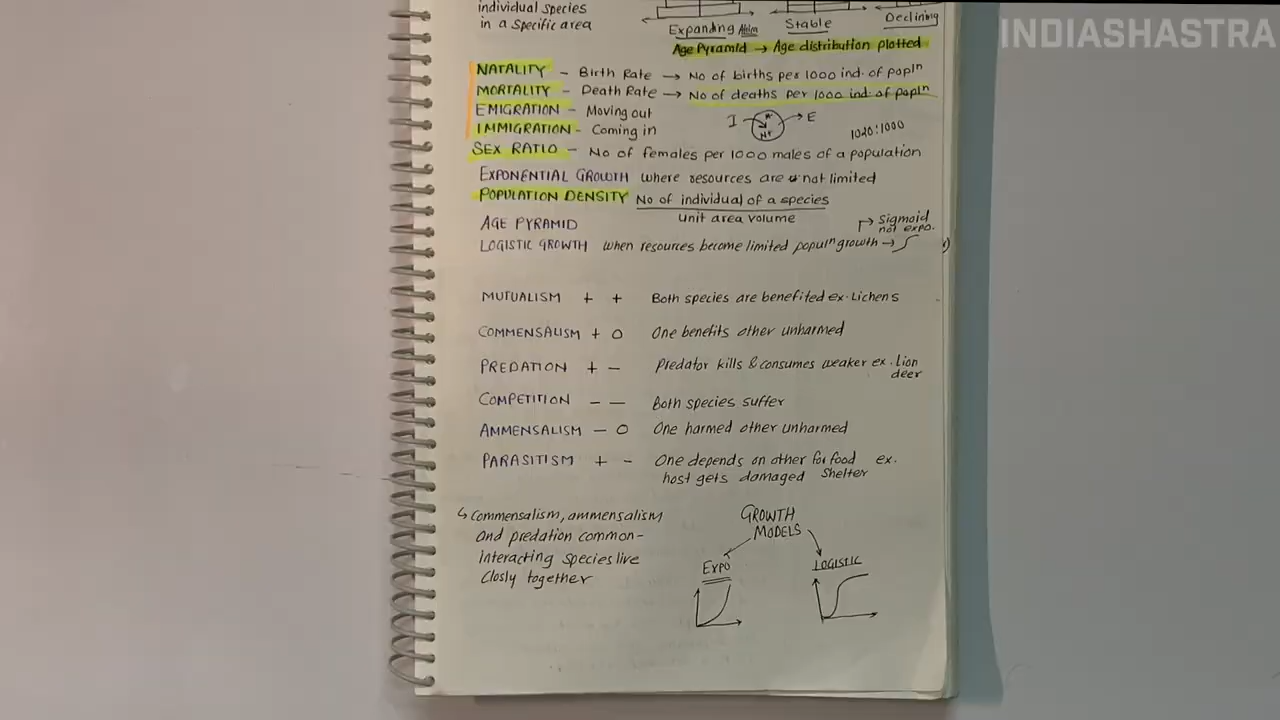 INDIASHASTRA
individual species
in a specific area
Expanding
Stable
Declining
Age Pyramid → Age distribution plotted
NATALITY - Birth Rate → No of births per 1000 ind. of popln
MORTALITY - Death Rate → No of deaths per 1000 ind. of popln
EMIGRATION - Moving out
I → N → E
IMMIGRATION - Coming in
1020:1000
SEX RATIO - No of females per 1000 males of a population
EXPONENTIAL GROWTH where resources are not limited
POPULATION DENSITY No of individual of a species
Unit area volume
AGE PYRAMID
→ Sigmoid
not expo.
LOGISTIC GROWTH when resources become limited populn growth →
MUTUALISM + + Both species are benefited ex. Lichens
COMMENSALISM + 0 One benefits other unharmed
PREDATION + - Predator kills & consumes weaker ex. Lion
deer
COMPETITION - - Both species suffer
AMMENSALISM - 0 One harmed other unharmed
PARASITISM + - One depends on other for food ex.
Shelter
host gets damaged
↳ Commensalism, ammensalism
and predation common-
interacting species live
closly together
GROWTH
MODELS
EXPO
LOGISTIC